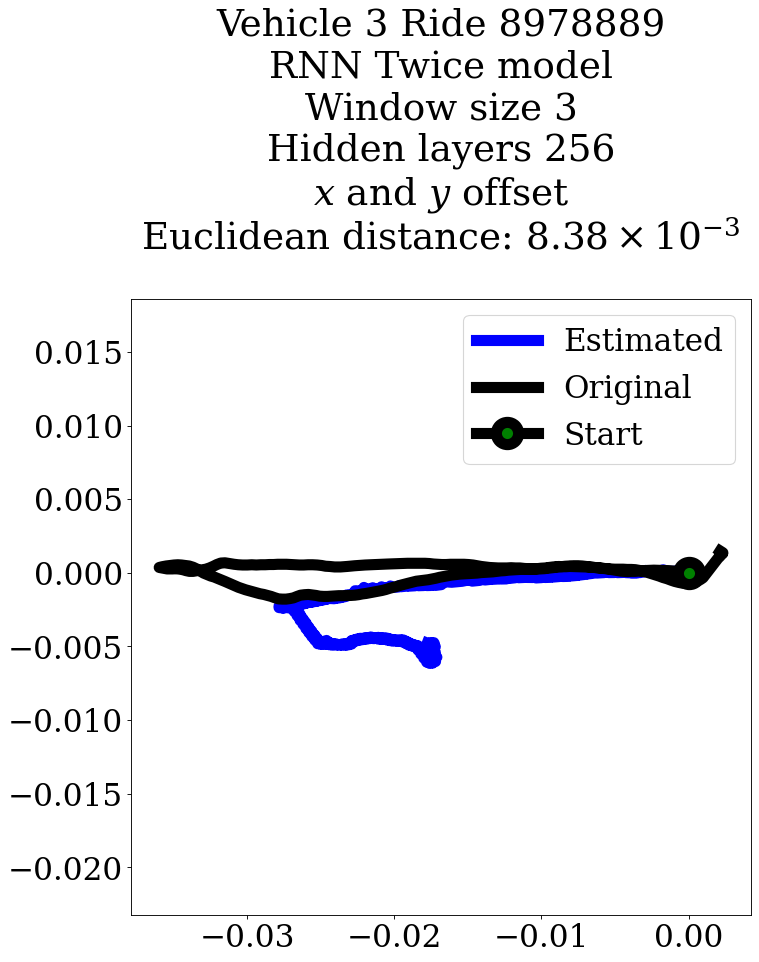 Vehicle 3 Ride 8978889
RNN Twice model
Window size 3
Hidden layers 256
x and y offset
Euclidean distance: 8.38 × 10⁻³
Estimated
Original
Start
0.015
0.010
0.005
0.000
−0.005
−0.010
−0.015
−0.020
−0.03 −0.02 −0.01 0.00